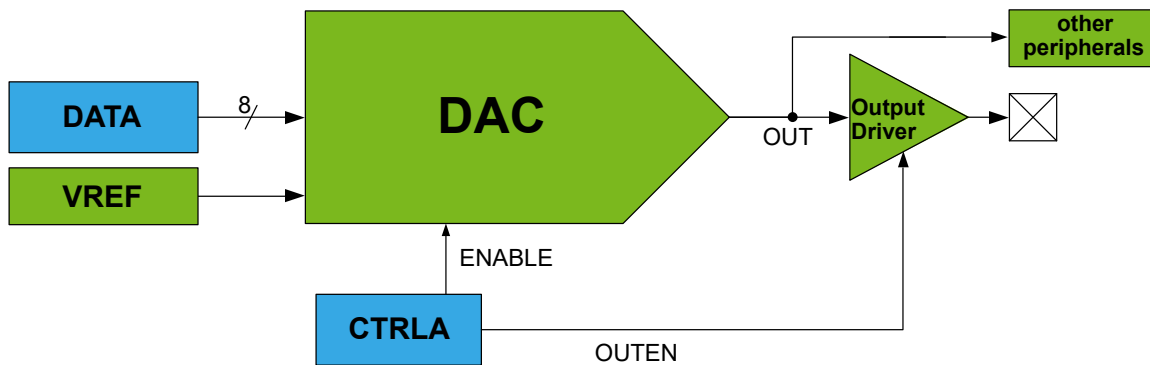 other
peripherals
DATA
8
DAC
OUT
Output
Driver
VREF
ENABLE
CTRLA
OUTEN